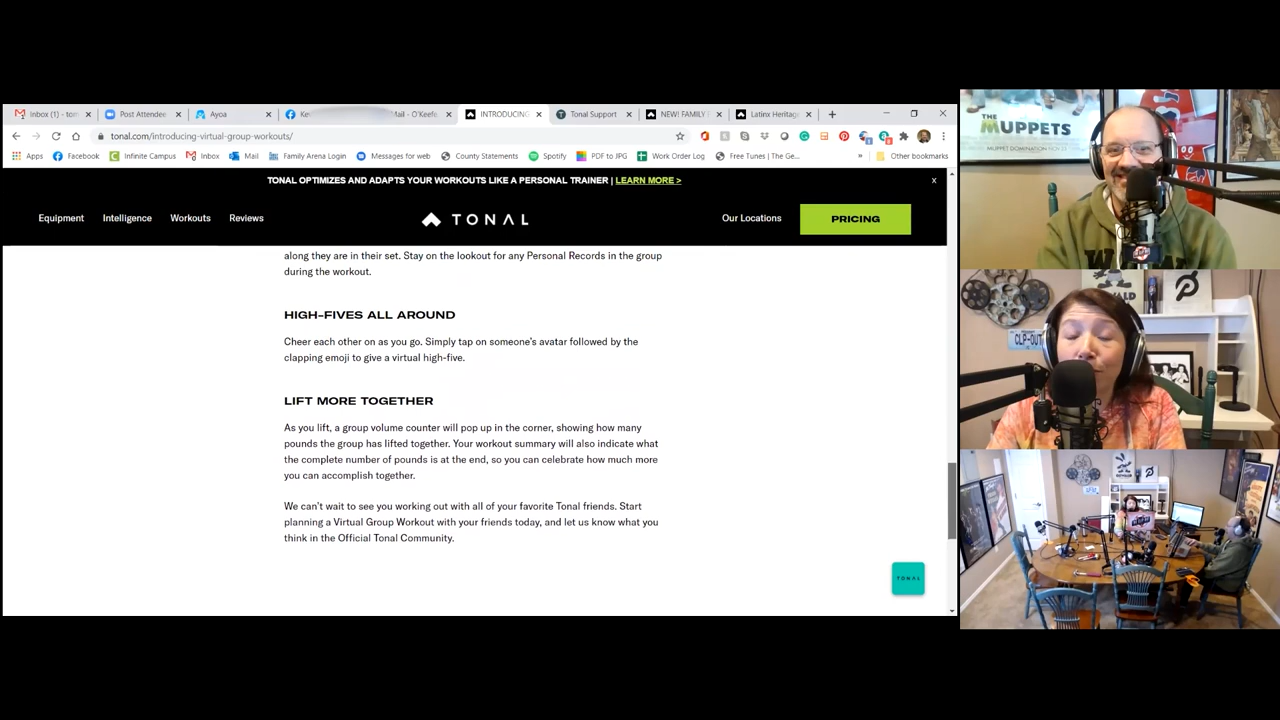 Inbox (1) - tom
Post Attendee
Ayoa
Mail - O'Keefe
INTRODUCING
Tonal Support
NEW! FAMILY
Latinx Heritag
tonal.com/introducing-virtual-group-workouts/
Apps
Facebook
Infinite Campus
Inbox
Mail
Family Arena Login
Messages for web
County Statements
Spotify
PDF to JPG
Work Order Log
Free Tunes | The Ge...
»
Other bookmarks
TONAL OPTIMIZES AND ADAPTS YOUR WORKOUTS LIKE A PERSONAL TRAINER | LEARN MORE >
x
Equipment
Intelligence
Workouts
Reviews
TONAL
Our Locations
PRICING
along they are in their set. Stay on the lookout for any Personal Records in the group
during the workout.
HIGH-FIVES ALL AROUND
Cheer each other on as you go. Simply tap on someone's avatar followed by the
clapping emoji to give a virtual high-five.
LIFT MORE TOGETHER
As you lift, a group volume counter will pop up in the corner, showing how many
pounds the group has lifted together. Your workout summary will also indicate what
the complete number of pounds is at the end, so you can celebrate how much more
you can accomplish together.
We can't wait to see you working out with all of your favorite Tonal friends. Start
planning a Virtual Group Workout with your friends today, and let us know what you
think in the Official Tonal Community.
TONAL
THE
MUPPETS
MUPPET DOMINATION NOV 23
CLP-OUT